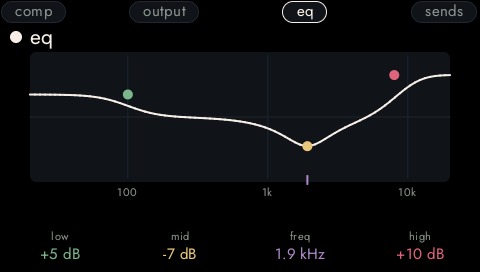 comp output eq sends
eq
100 1k 10k
low mid freq high
+5 dB -7 dB 1.9 kHz +10 dB